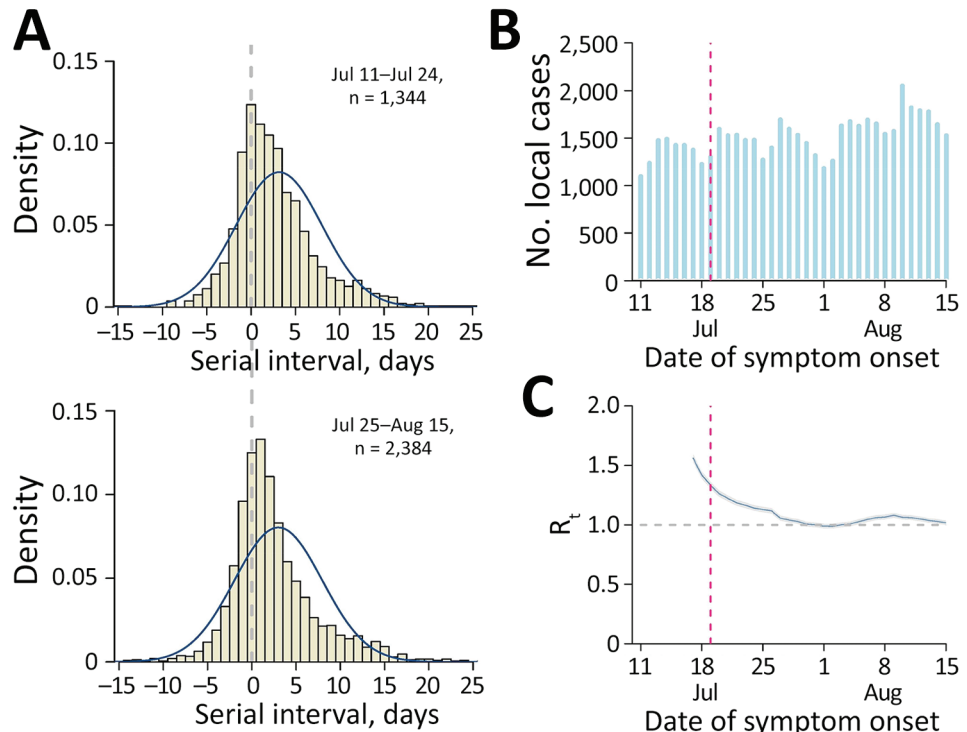 A
0.15
0.10
0.05
0
Density
Jul 11–Jul 24,
n = 1,344
–15 –10 –5 0 5 10 15 20 25
Serial interval, days
0.15
0.10
0.05
0
Density
Jul 25–Aug 15,
n = 2,384
–15 –10 –5 0 5 10 15 20 25
Serial interval, days
B
2,500
2,000
1,500
1,000
500
0
No. local cases
11 18 25 1 8 15
Jul Aug
Date of symptom onset
C
2.0
1.5
1.0
0.5
0
Rt
11 18 25 1 8 15
Jul Aug
Date of symptom onset